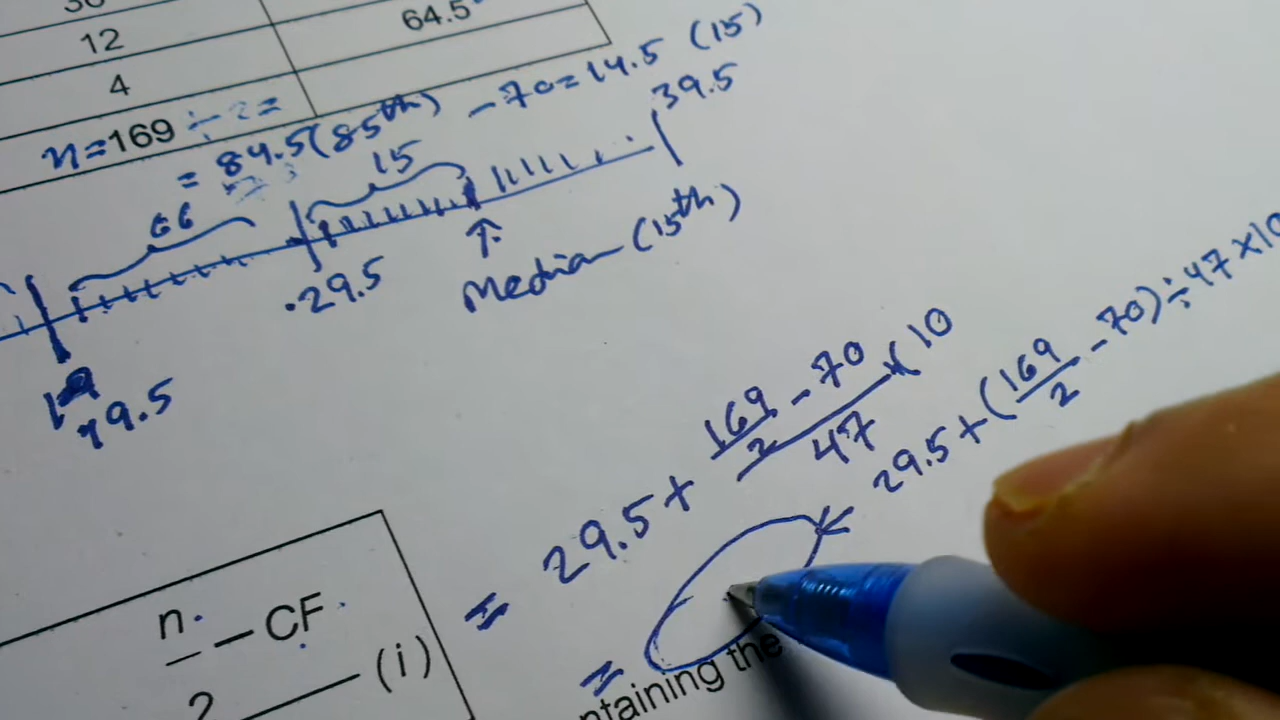 36
12
64.5
4
n=169 ÷ 2 =
= 84.5(85th) - 70 = 14.5 (15)
66
15
39.5
29.5
Median (15th)
19.5
= 29.5 + 169/2 - 70 / 47 × 10
29.5 + (169/2 - 70) ÷ 47 × 10
=
n/2 - CF (i)
ntaining the